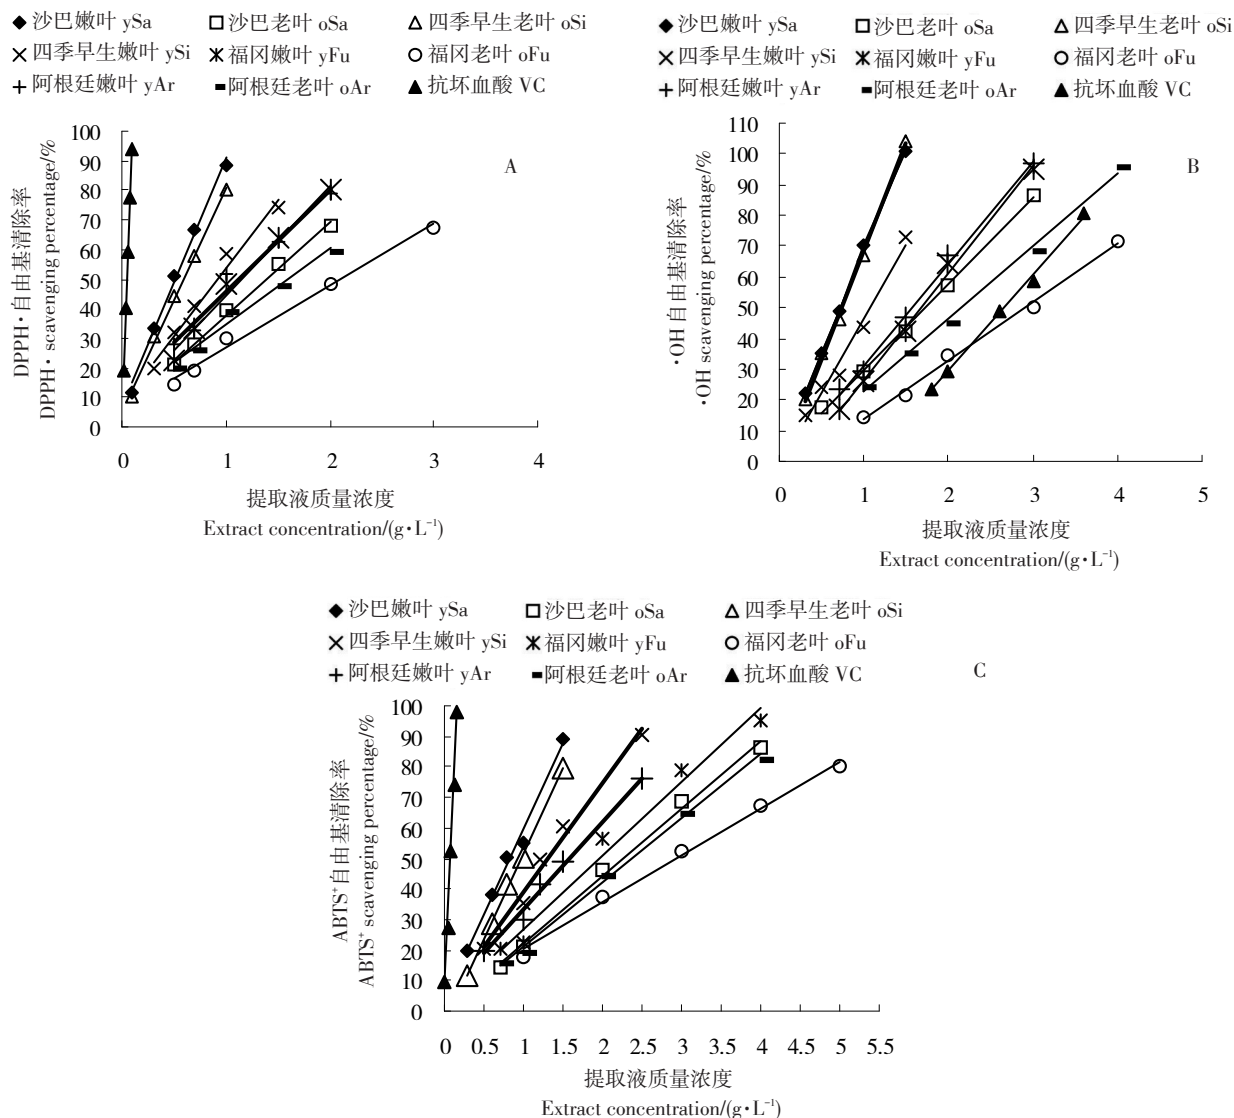 沙巴嫩叶 ySa 沙巴老叶 oSa 四季早生老叶 oSi
四季早生嫩叶 ySi 福冈嫩叶 yFu 福冈老叶 oFu
阿根廷嫩叶 yAr 阿根廷老叶 oAr 抗坏血酸 VC
A
DPPH·自由基清除率
DPPH· scavenging percentage/%
100
90
80
70
60
50
40
30
20
10
0
0 1 2 3 4
提取液质量浓度
Extract concentration/(g·L⁻¹)
沙巴嫩叶 ySa 沙巴老叶 oSa 四季早生老叶 oSi
四季早生嫩叶 ySi 福冈嫩叶 yFu 福冈老叶 oFu
阿根廷嫩叶 yAr 阿根廷老叶 oAr 抗坏血酸 VC
B
·OH 自由基清除率
·OH scavenging percentage/%
110
100
90
80
70
60
50
40
30
20
10
0
0 1 2 3 4 5
提取液质量浓度
Extract concentration/(g·L⁻¹)
沙巴嫩叶 ySa 沙巴老叶 oSa 四季早生老叶 oSi
四季早生嫩叶 ySi 福冈嫩叶 yFu 福冈老叶 oFu
阿根廷嫩叶 yAr 阿根廷老叶 oAr 抗坏血酸 VC
C
ABTS⁺自由基清除率
ABTS⁺ scavenging percentage/%
100
90
80
70
60
50
40
30
20
10
0
0 0.5 1 1.5 2 2.5 3 3.5 4 4.5 5 5.5
提取液质量浓度
Extract concentration/(g·L⁻¹)